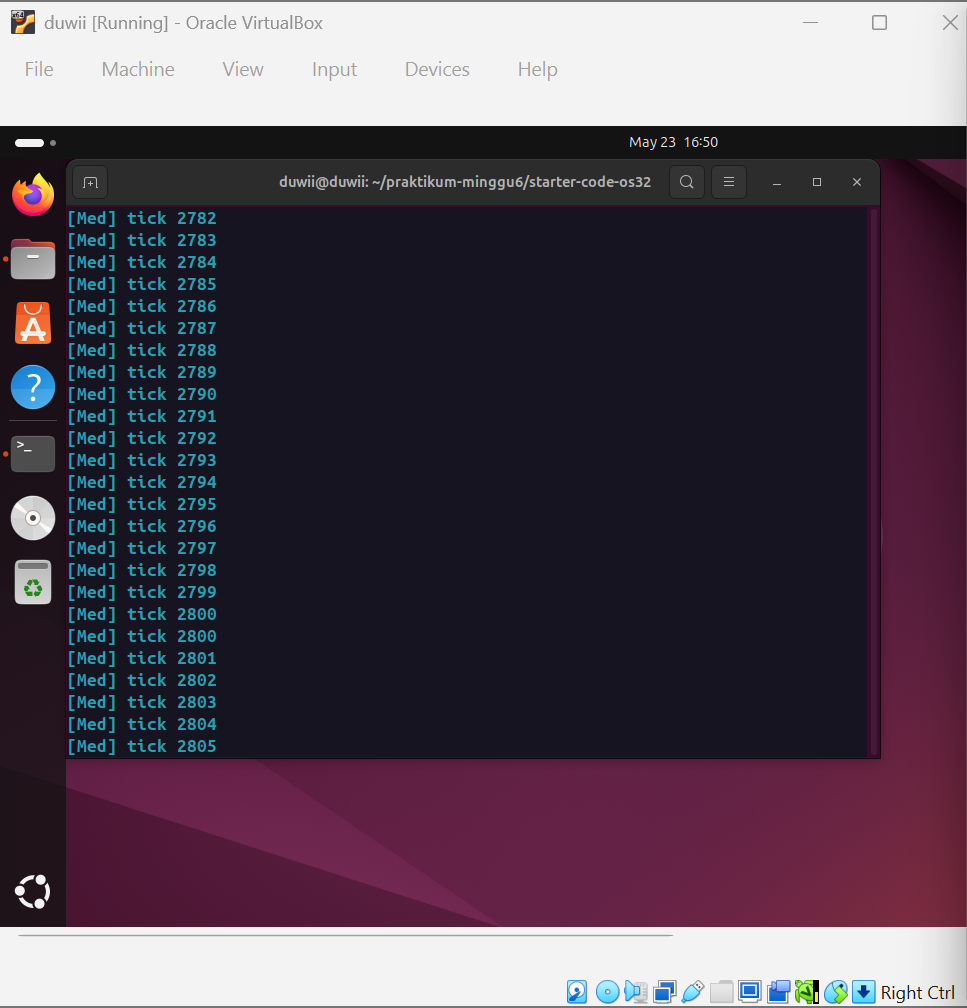 duwii [Running] - Oracle VirtualBox
File Machine View Input Devices Help
May 23 16:50
duwii@duwii: ~/praktikum-minggu6/starter-code-os32
[Med] tick 2782
[Med] tick 2783
[Med] tick 2784
[Med] tick 2785
[Med] tick 2786
[Med] tick 2787
[Med] tick 2788
[Med] tick 2789
[Med] tick 2790
[Med] tick 2791
[Med] tick 2792
[Med] tick 2793
[Med] tick 2794
[Med] tick 2795
[Med] tick 2796
[Med] tick 2797
[Med] tick 2798
[Med] tick 2799
[Med] tick 2800
[Med] tick 2800
[Med] tick 2801
[Med] tick 2802
[Med] tick 2803
[Med] tick 2804
[Med] tick 2805
Right Ctrl